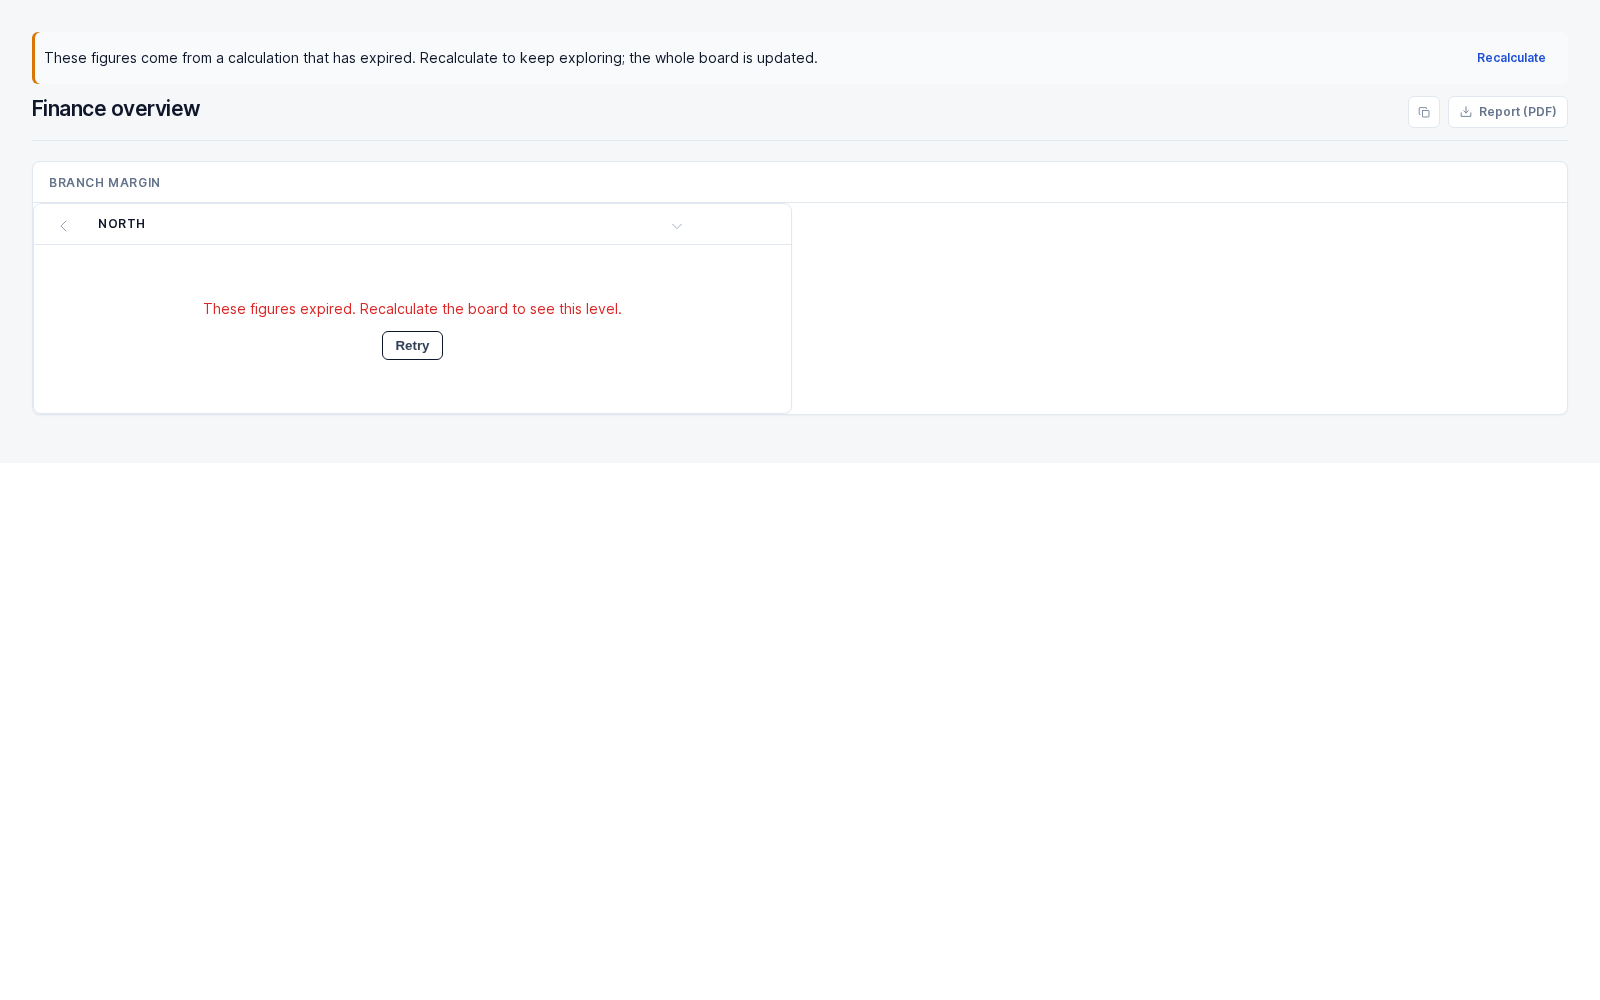 These figures come from a calculation that has expired. Recalculate to keep exploring; the whole board is updated.
Recalculate
Finance overview
Report (PDF)
BRANCH MARGIN
NORTH
These figures expired. Recalculate the board to see this level.
Retry